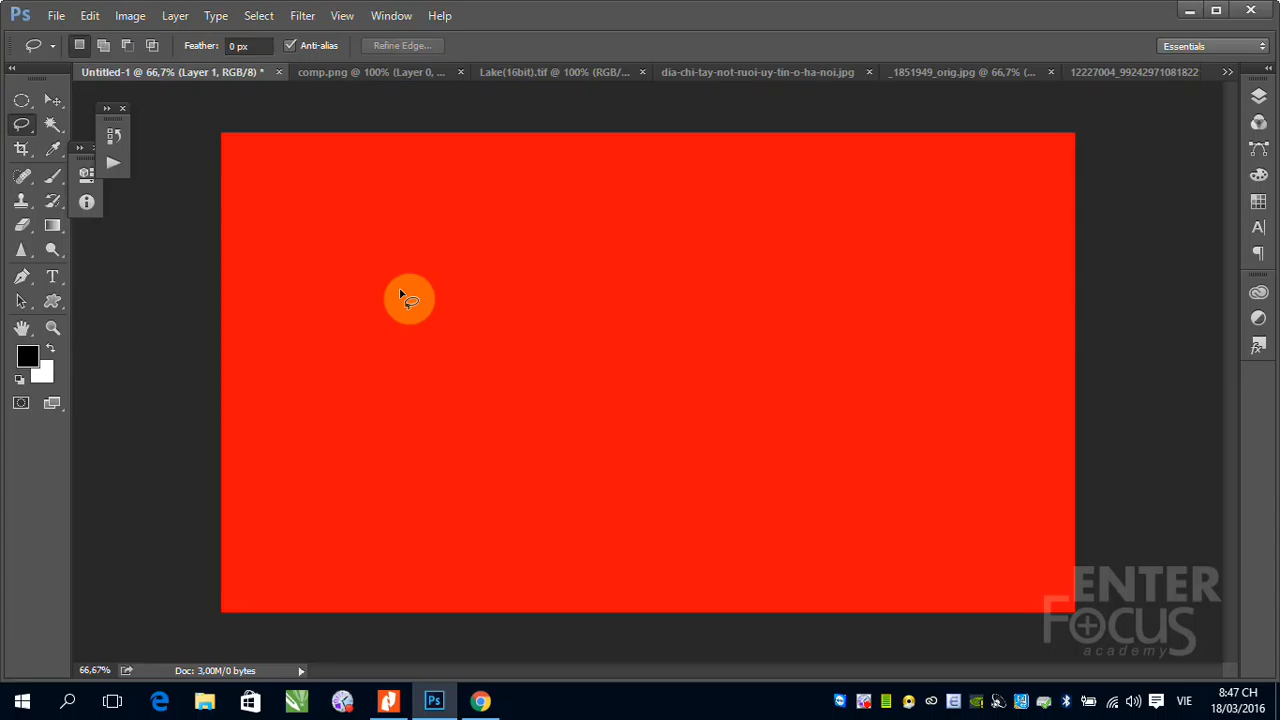 Ps File Edit Image Layer Type Select Filter View Window Help
Feather: 0 px Anti-alias Refine Edge... Essentials
Untitled-1 @ 66,7% (Layer 1, RGB/8) * comp.png @ 100% (Layer 0, ... Lake(16bit).tif @ 100% (RGB/... dia-chi-tay-not-ruoi-uy-tin-o-ha-noi.jpg _1851949_orig.jpg @ 66,7% (... 12227004_99242971081822
ENTER
FOCUS
academy
66,67% Doc: 3,00M/0 bytes
Ps VIE 8:47 CH
18/03/2016